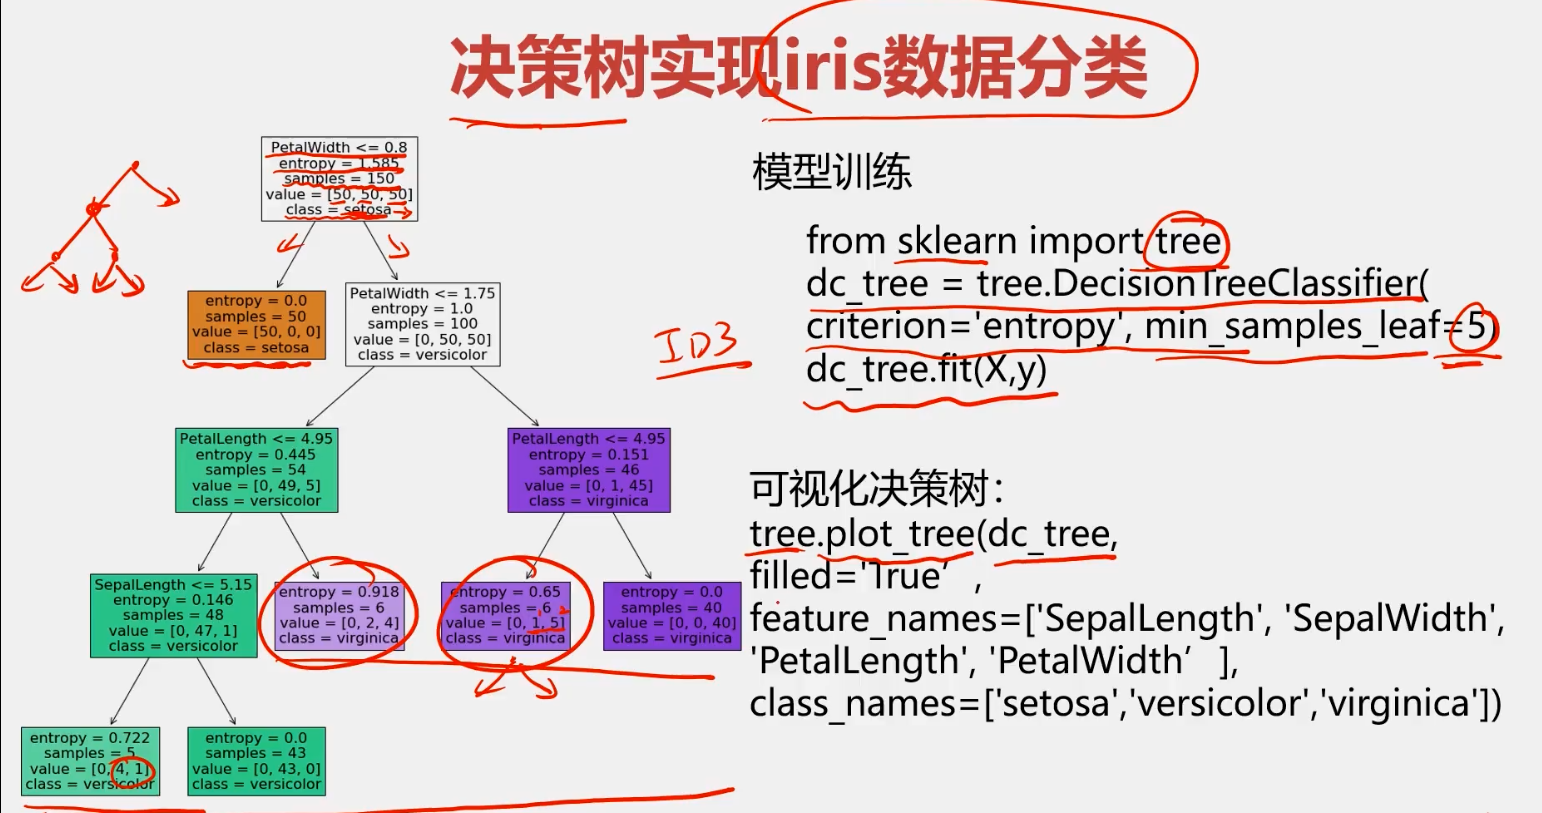 决策树实现iris数据分类
PetalWidth <= 0.8
entropy = 1.585
samples = 150
value = [50, 50, 50]
class = setosa
entropy = 0.0
samples = 50
value = [50, 0, 0]
class = setosa
PetalWidth <= 1.75
entropy = 1.0
samples = 100
value = [0, 50, 50]
class = versicolor
PetalLength <= 4.95
entropy = 0.445
samples = 54
value = [0, 49, 5]
class = versicolor
PetalLength <= 4.95
entropy = 0.151
samples = 46
value = [0, 1, 45]
class = virginica
SepalLength <= 5.15
entropy = 0.146
samples = 48
value = [0, 47, 1]
class = versicolor
entropy = 0.918
samples = 6
value = [0, 2, 4]
class = virginica
entropy = 0.65
samples = 6
value = [0, 1, 5]
class = virginica
entropy = 0.0
samples = 40
value = [0, 0, 40]
class = virginica
entropy = 0.722
samples = 5
value = [0, 4, 1]
class = versicolor
entropy = 0.0
samples = 43
value = [0, 43, 0]
class = versicolor
ID3
模型训练
from sklearn import tree
dc_tree = tree.DecisionTreeClassifier(
criterion='entropy', min_samples_leaf=5)
dc_tree.fit(X,y)
可视化决策树：
tree.plot_tree(dc_tree,
filled='True’,
feature_names=['SepalLength', 'SepalWidth',
'PetalLength', 'PetalWidth’],
class_names=['setosa','versicolor','virginica'])